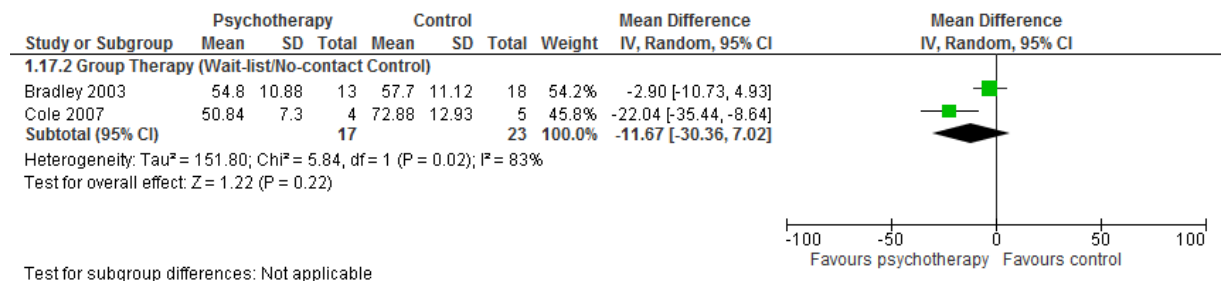 Psychotherapy Control Mean Difference Mean Difference
Study or Subgroup Mean SD Total Mean SD Total Weight IV, Random, 95% CI IV, Random, 95% CI
1.17.2 Group Therapy (Wait-list/No-contact Control)
Bradley 2003 54.8 10.88 13 57.7 11.12 18 54.2% -2.90 [-10.73, 4.93]
Cole 2007 50.84 7.3 4 72.88 12.93 5 45.8% -22.04 [-35.44, -8.64]
Subtotal (95% CI) 17 23 100.0% -11.67 [-30.36, 7.02]
Heterogeneity: Tau² = 151.80; Chi² = 5.84, df = 1 (P = 0.02); I² = 83%
Test for overall effect: Z = 1.22 (P = 0.22)
-100 -50 0 50 100
Favours psychotherapy Favours control
Test for subgroup differences: Not applicable